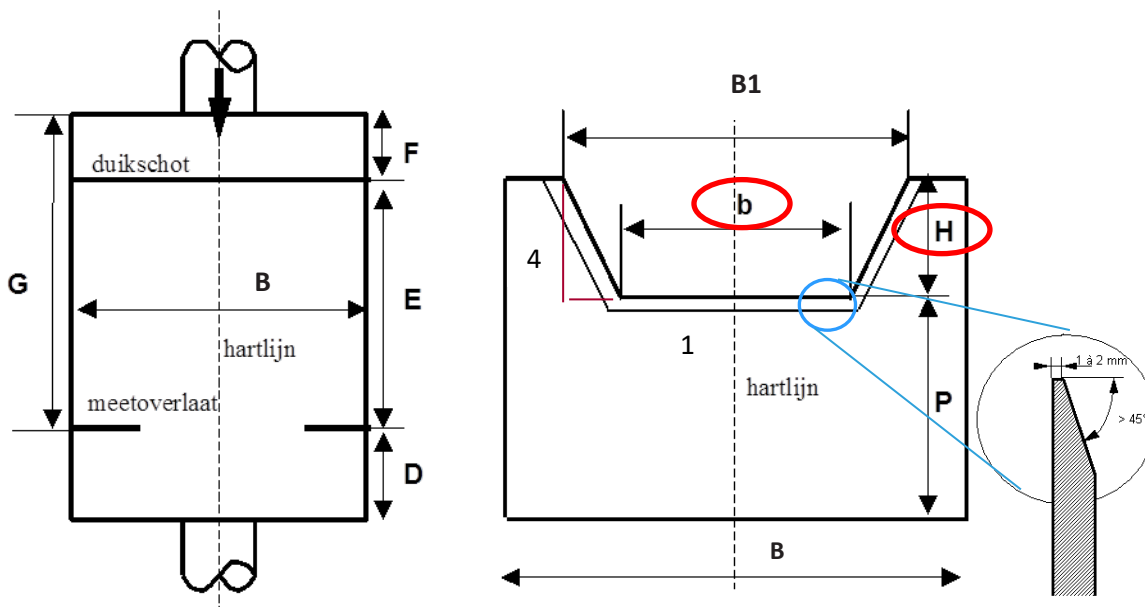 F
duikschot
G
B
E
hartlijn
meetoverlaat
D
B1
b
H
4
1
hartlijn
P
B
1 à 2 mm
> 45°